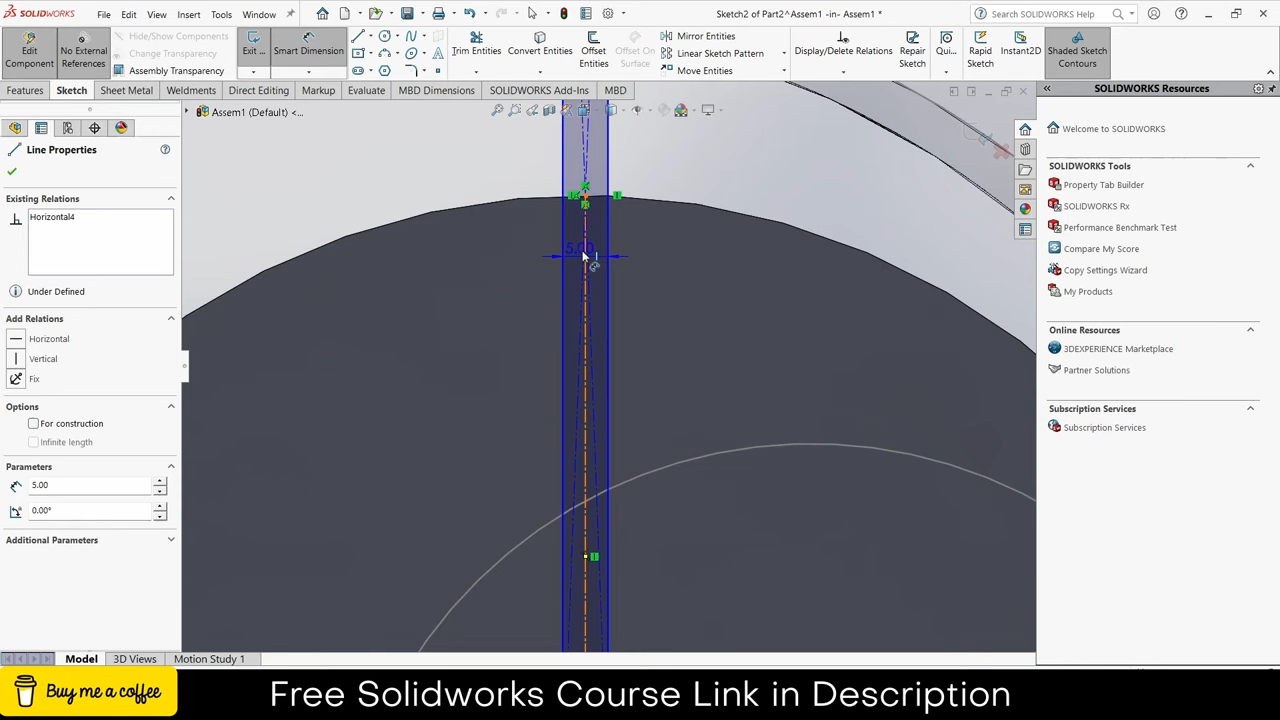 SOLIDWORKS
File
Edit
View
Insert
Tools
Window
Sketch2 of Part2^Assem1 -in- Assem1 *
Search SOLIDWORKS Help
Edit Component
No External References
Hide/Show Components
Change Transparency
Assembly Transparency
Exit ...
Smart Dimension
Trim Entities
Convert Entities
Offset Entities
Offset On Surface
Mirror Entities
Linear Sketch Pattern
Move Entities
Display/Delete Relations
Repair Sketch
Qui...
Rapid Sketch
Instant2D
Shaded Sketch Contours
Features
Sketch
Sheet Metal
Weldments
Direct Editing
Markup
Evaluate
MBD Dimensions
SOLIDWORKS Add-Ins
MBD
Assem1 (Default) <...
Line Properties
Existing Relations
Horizontal4
Under Defined
Add Relations
Horizontal
Vertical
Fix
Options
For construction
Infinite length
Parameters
5.00
0.00°
Additional Parameters
5.00
SOLIDWORKS Resources
Welcome to SOLIDWORKS
SOLIDWORKS Tools
Property Tab Builder
SOLIDWORKS Rx
Performance Benchmark Test
Compare My Score
Copy Settings Wizard
My Products
Online Resources
3DEXPERIENCE Marketplace
Partner Solutions
Subscription Services
Subscription Services
Model
3D Views
Motion Study 1
Buy me a coffee
Free Solidworks Course Link in Description